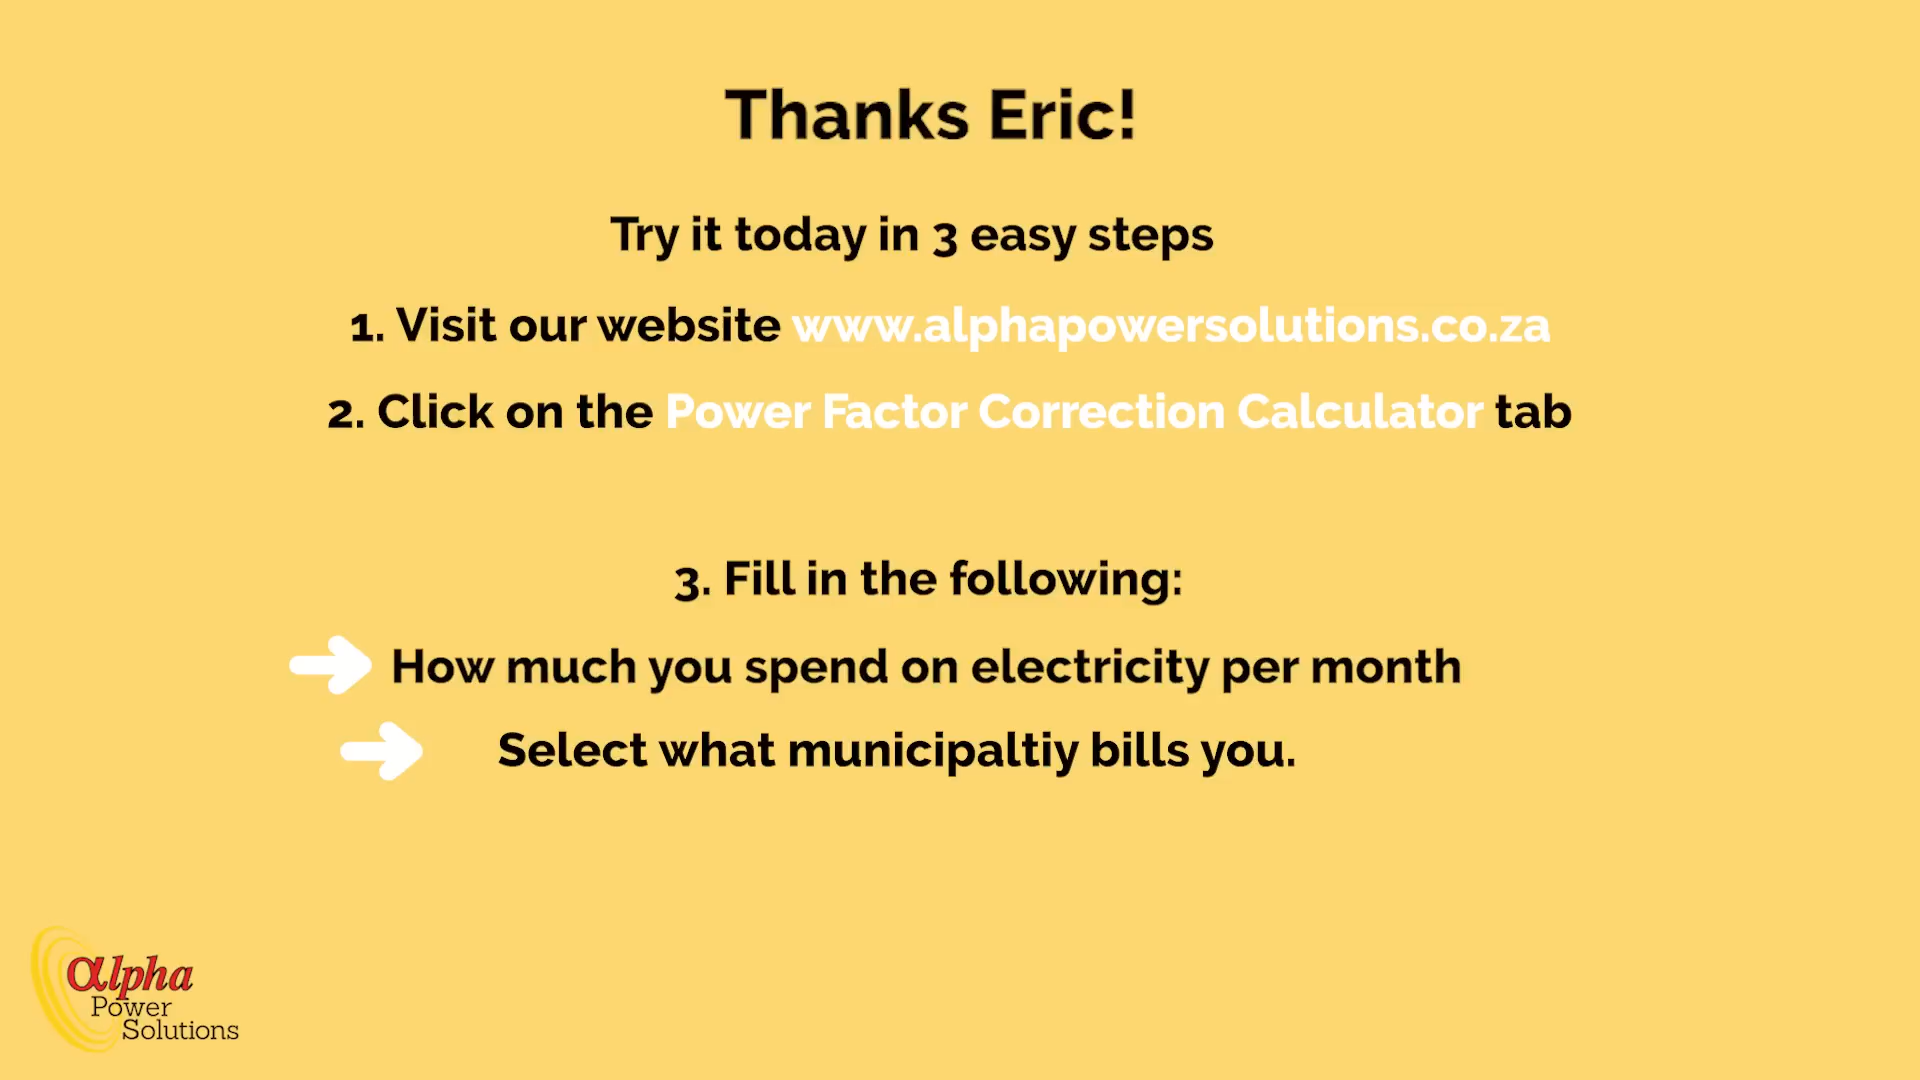 Thanks Eric!
Try it today in 3 easy steps
1. Visit our website www.alphapowersolutions.co.za
2. Click on the Power Factor Correction Calculator tab
3. Fill in the following:
How much you spend on electricity per month
Select what municipaltiy bills you.
αlpha
Power
Solutions